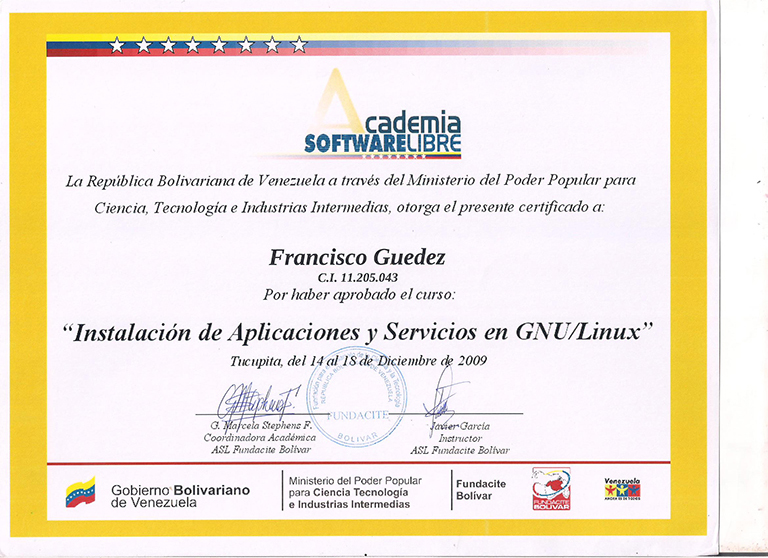 Academia
SOFTWARELIBRE
La República Bolivariana de Venezuela a través del Ministerio del Poder Popular para
Ciencia, Tecnología e Industrias Intermedias, otorga el presente certificado a:
Francisco Guedez
C.I. 11.205.043
Por haber aprobado el curso:
“Instalación de Aplicaciones y Servicios en GNU/Linux”
Tucupita, del 14 al 18 de Diciembre de 2009
FUNDACITE
BOLIVAR
G. Marcela Stephenz F.
Coordinadora Académica
ASL Fundacite Bolívar
Javier García
Instructor
ASL Fundacite Bolívar
Gobierno Bolivariano
de Venezuela
Ministerio del Poder Popular
para Ciencia Tecnología
e Industrias Intermedias
Fundacite
Bolívar
FUNDACITE
BOLIVAR
Venezuela
AHORA ES DE TODOS